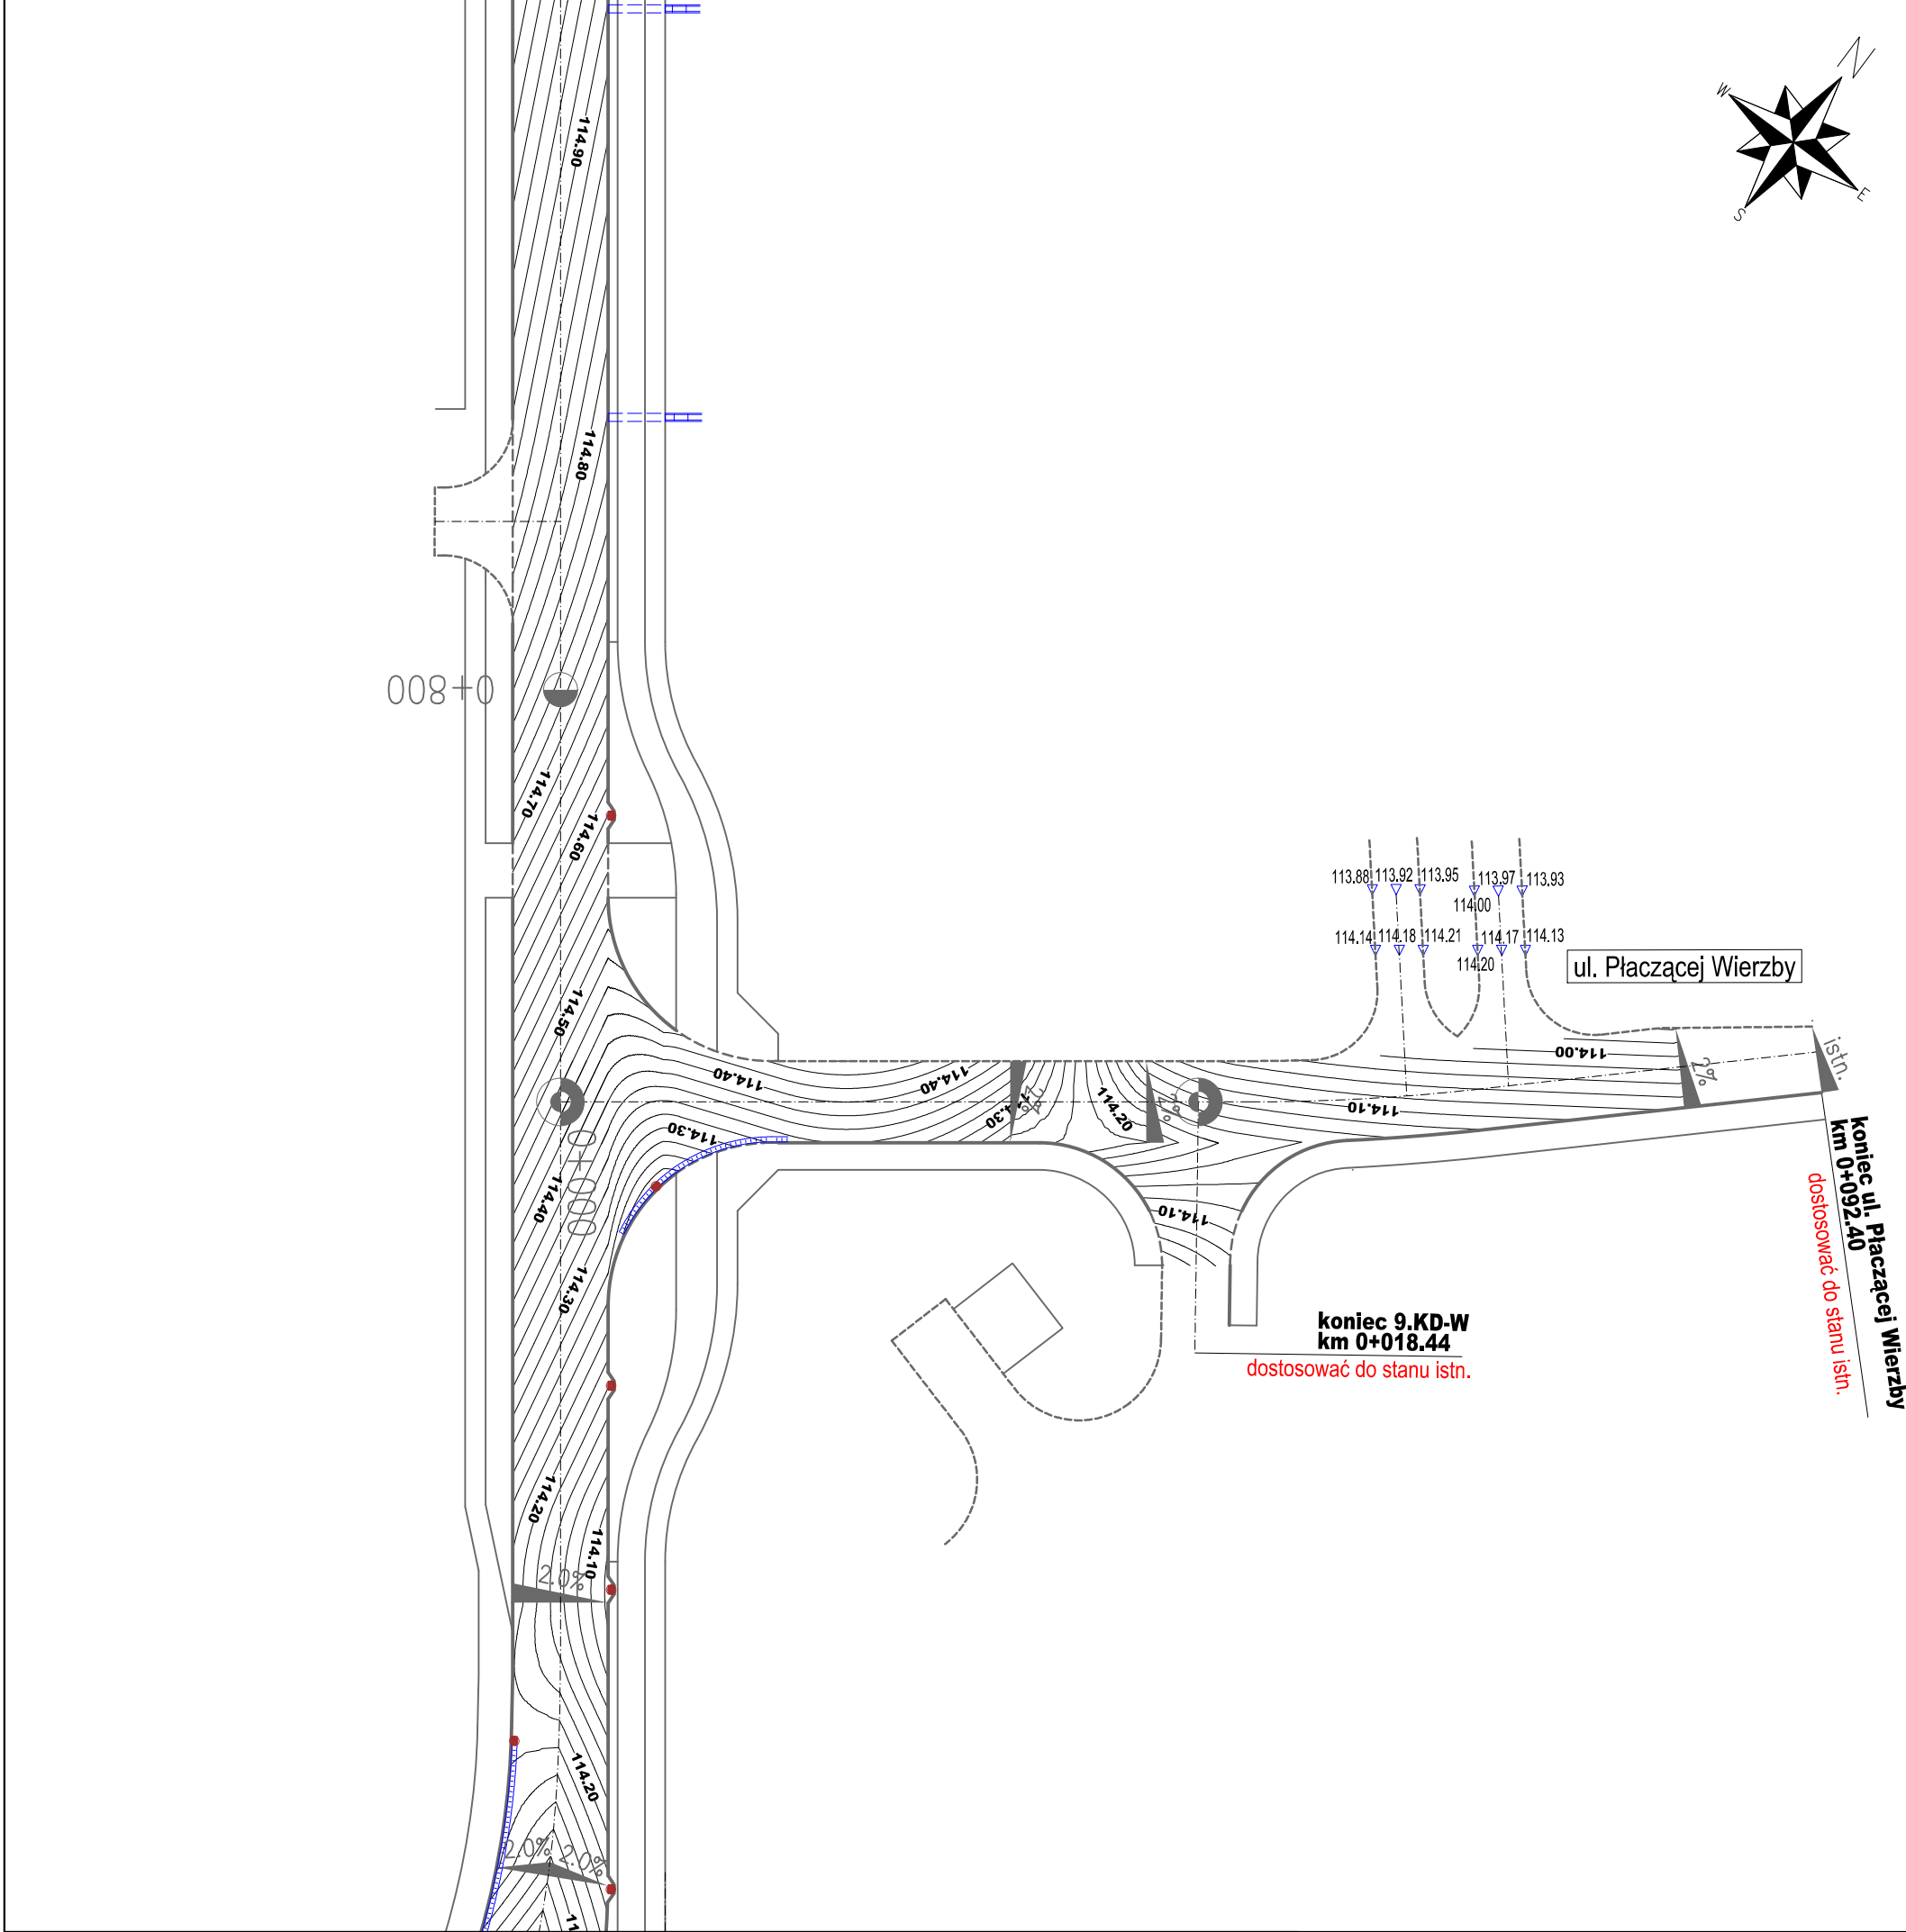 N
W
E
S
114.90
114.80
0+800
114.70
114.60
113.88 113.92 113.95 113.97 113.93
114.00
114.14 114.18 114.21 114.17 114.13
114.20
ul. Płaczącej Wierzby
114.50
114.40
114.40
114.30
114.20
2%
2%
114.00
114.10
2%
istn.
114.30
0+000
114.40
114.10
114.30
koniec ul. Płaczącej Wierzby
km 0+092.40
dostosować do stanu istn.
koniec 9.KD-W
km 0+018.44
dostosować do stanu istn.
114.20
114.10
2.0%
114.20
2.0% 2.0%